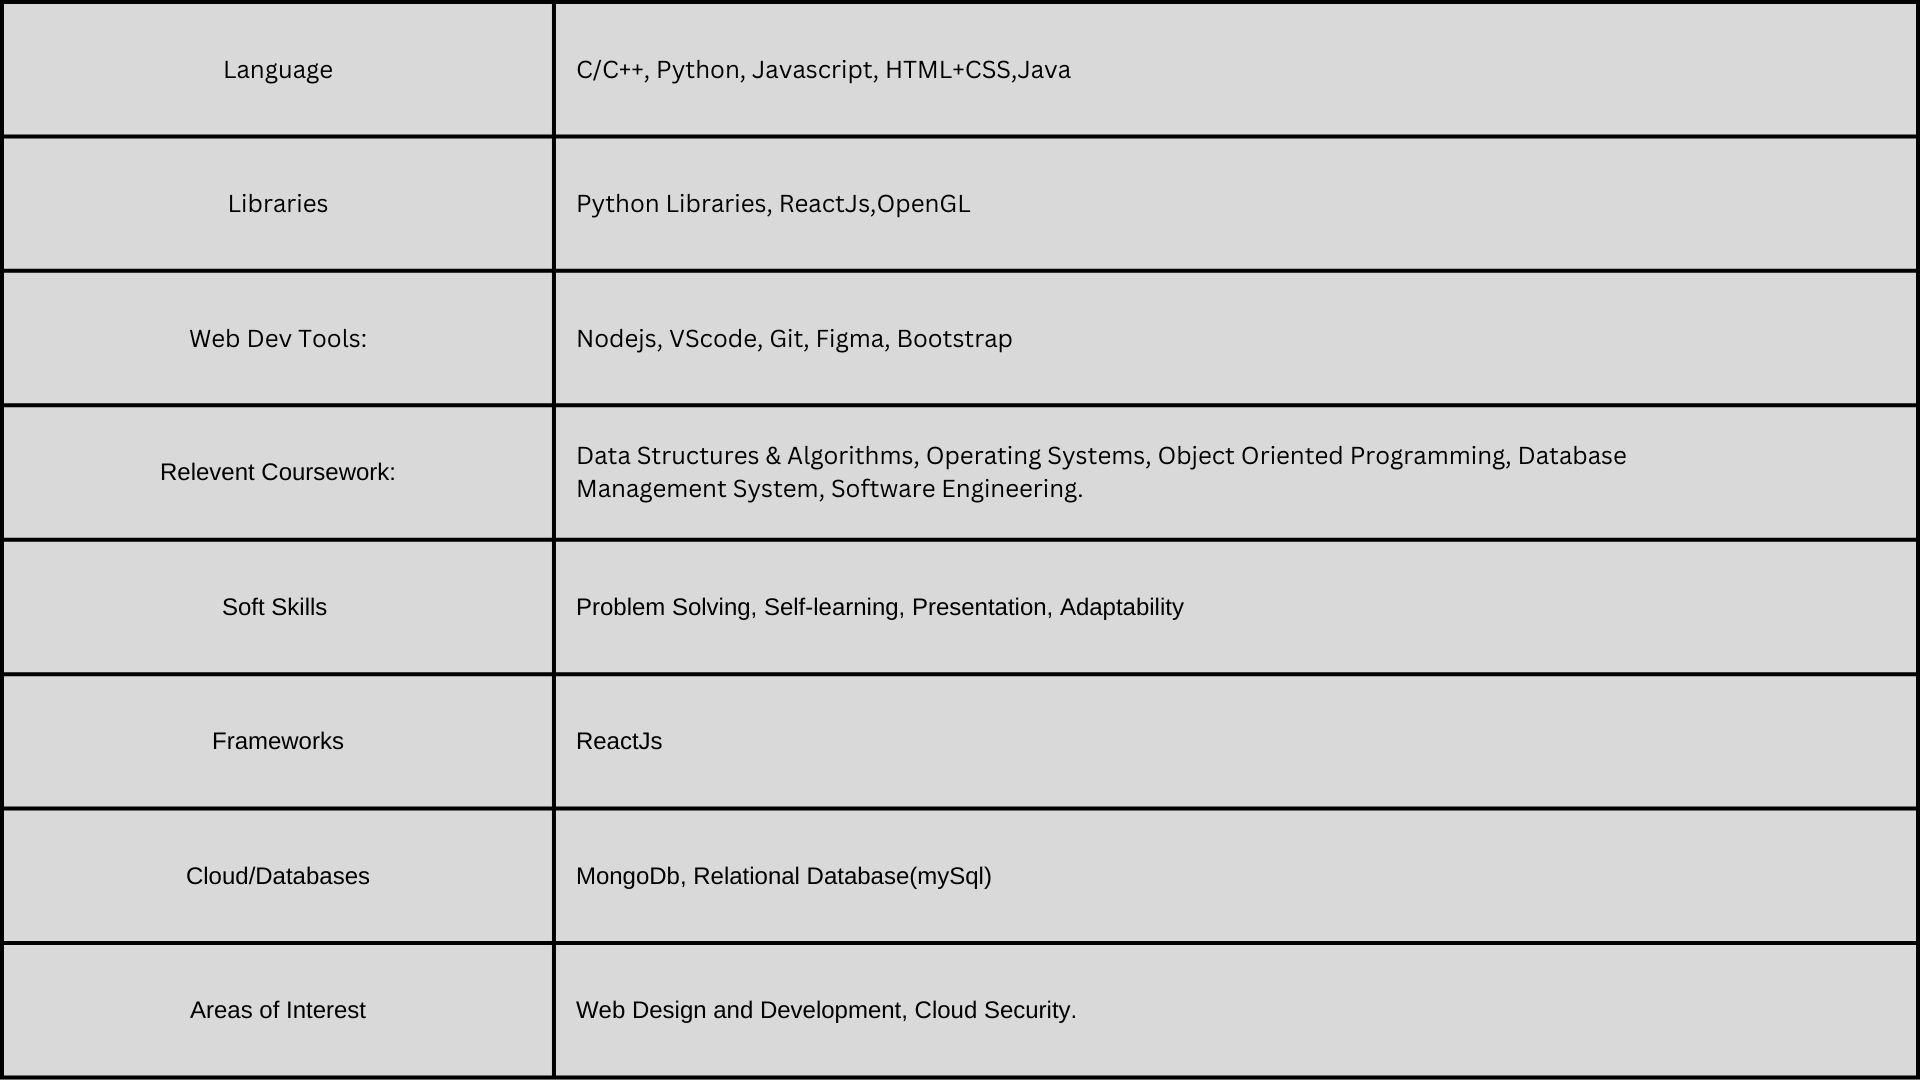 Language
C/C++, Python, Javascript, HTML+CSS,Java
Libraries
Python Libraries, ReactJs,OpenGL
Web Dev Tools:
Nodejs, VScode, Git, Figma, Bootstrap
Relevent Coursework:
Data Structures & Algorithms, Operating Systems, Object Oriented Programming, Database
Management System, Software Engineering.
Soft Skills
Problem Solving, Self-learning, Presentation, Adaptability
Frameworks
ReactJs
Cloud/Databases
MongoDb, Relational Database(mySql)
Areas of Interest
Web Design and Development, Cloud Security.